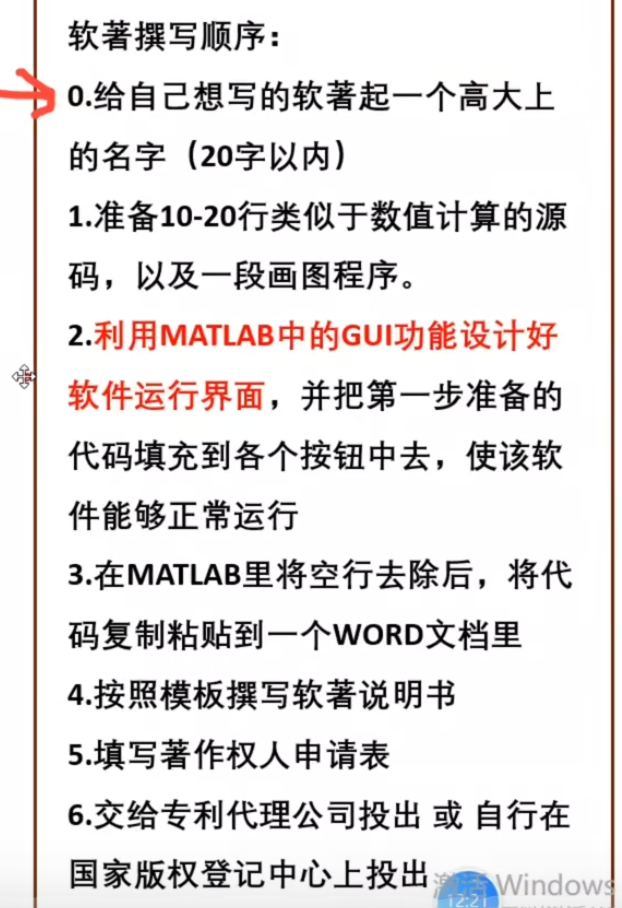 软著撰写顺序：
0.给自己想写的软著起一个高大上
的名字（20字以内）
1.准备10-20行类似于数值计算的源
码，以及一段画图程序。
2.利用MATLAB中的GUI功能设计好
软件运行界面，并把第一步准备的
代码填充到各个按钮中去，使该软
件能够正常运行
3.在MATLAB里将空行去除后，将代
码复制粘贴到一个WORD文档里
4.按照模板撰写软著说明书
5.填写著作权人申请表
6.交给专利代理公司投出 或 自行在
国家版权登记中心上投出
激活 Windows
12:21